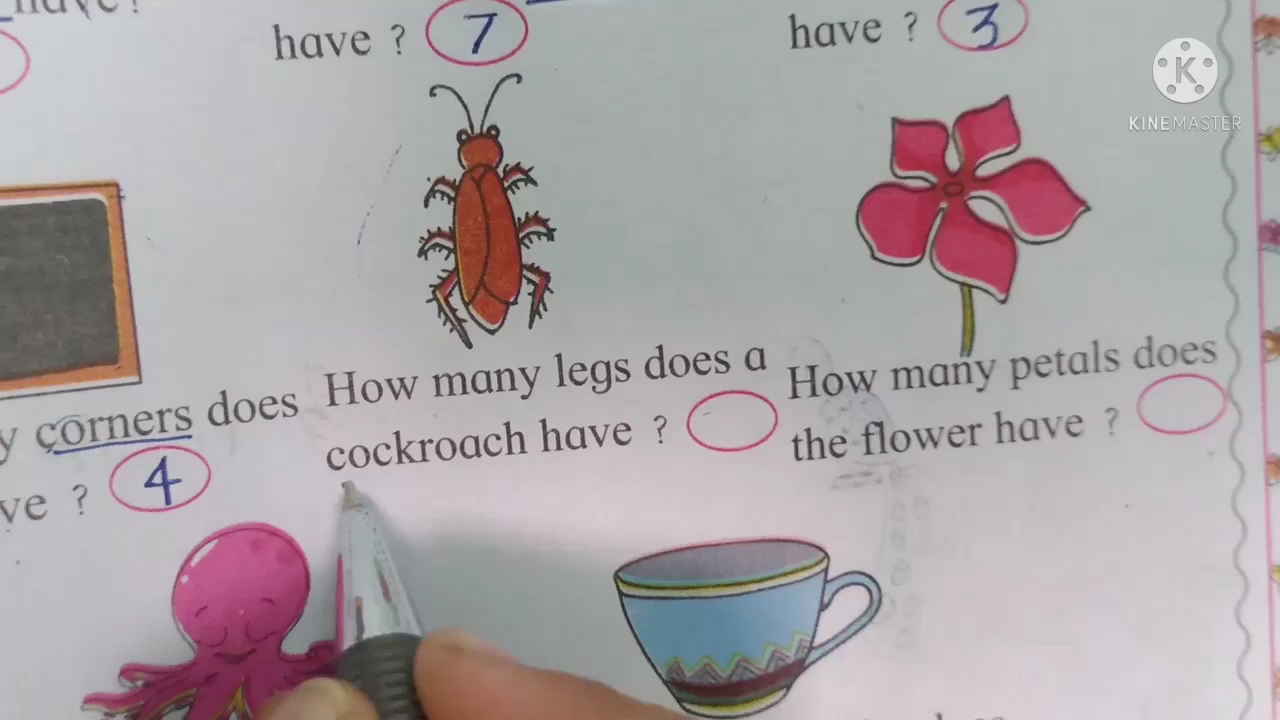 have?
have ? 7
have ? 3
KINEMASTER
corners does
ve ? 4
How many legs does a
cockroach have ?
How many petals does
the flower have ?